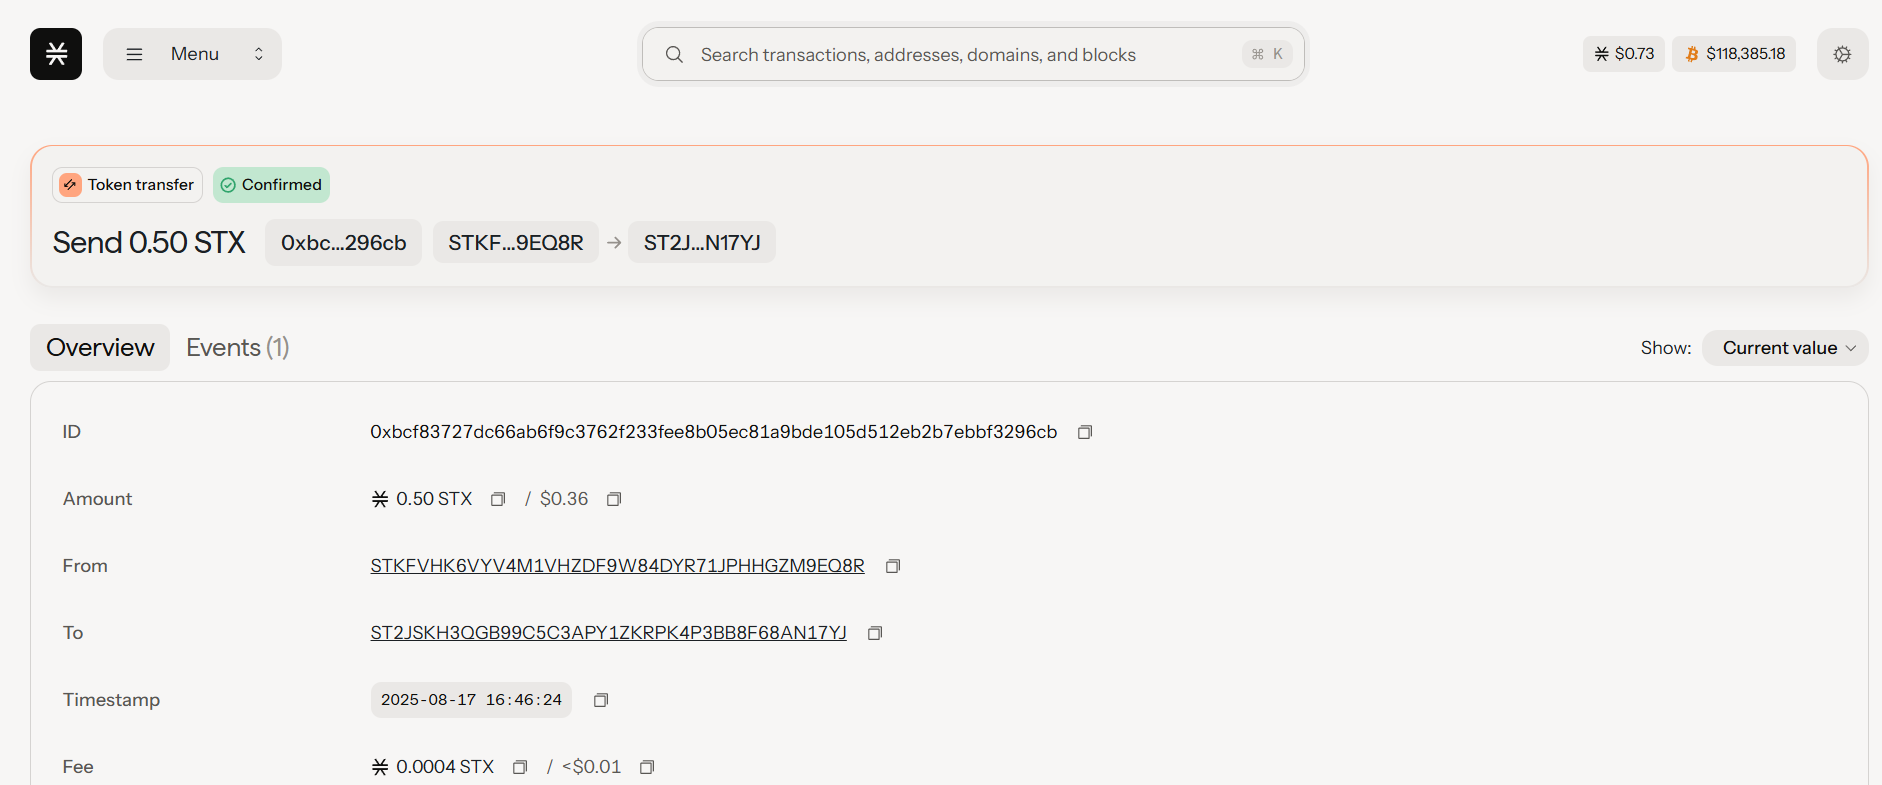 Menu
Search transactions, addresses, domains, and blocks
⌘ K
$0.73
$118,385.18
Token transfer
Confirmed
Send 0.50 STX
0xbc...296cb
STKF...9EQ8R
ST2J...N17YJ
Overview
Events (1)
Show:
Current value
ID
0xbcf83727dc66ab6f9c3762f233fee8b05ec81a9bde105d512eb2b7ebbf3296cb
Amount
0.50 STX / $0.36
From
STKFVHK6VYV4M1VHZDF9W84DYR71JPHHGZM9EQ8R
To
ST2JSKH3QGB99C5C3APY1ZKRPK4P3BB8F68AN17YJ
Timestamp
2025-08-17 16:46:24
Fee
0.0004 STX / <$0.01